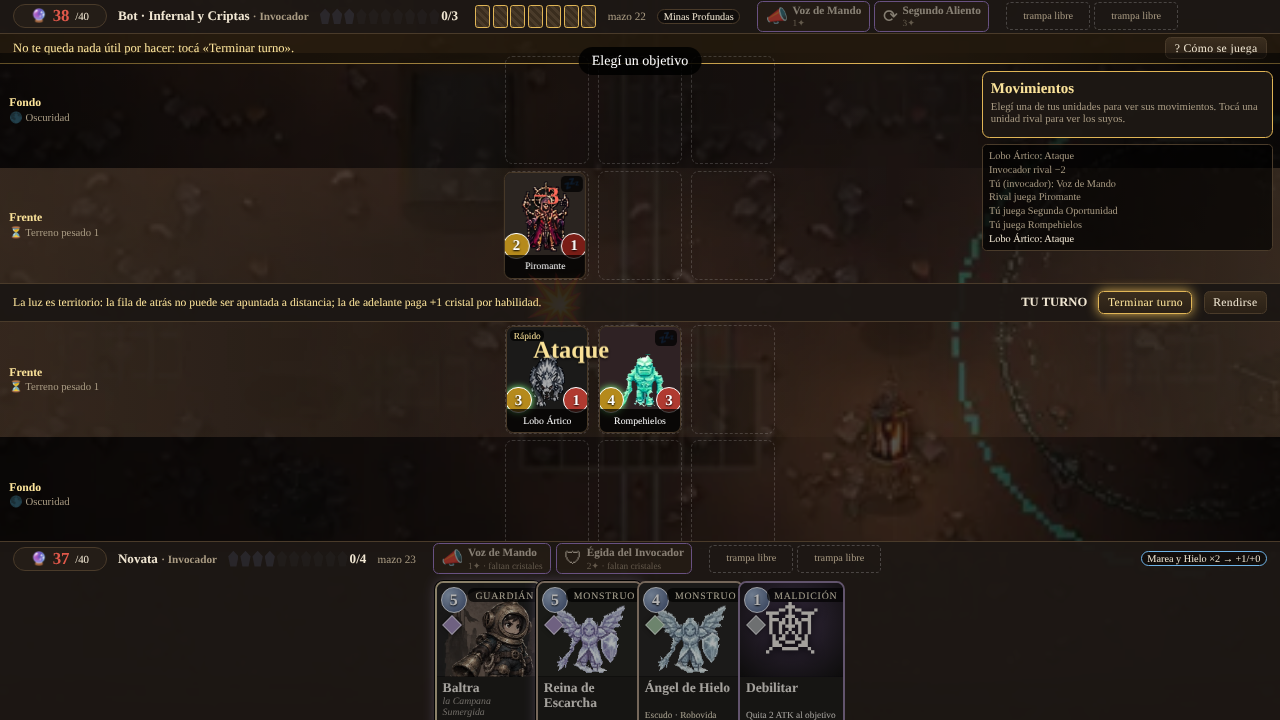 38 /40
Bot · Infernal y Criptas · Invocador
0/3
mazo 22
Minas Profundas
Voz de Mando
1✦
Segundo Aliento
3✦
trampa libre
trampa libre
No te queda nada útil por hacer: tocá «Terminar turno».
? Cómo se juega
Elegí un objetivo
Fondo
Oscuridad
Movimientos
Elegí una de tus unidades para ver sus movimientos. Tocá una
unidad rival para ver los suyos.
Lobo Ártico: Ataque
Invocador rival −2
Tú (invocador): Voz de Mando
Rival juega Piromante
Tú juega Segunda Oportunidad
Tú juega Rompehielos
Lobo Ártico: Ataque
Frente
Terreno pesado 1
2
1
Piromante
La luz es territorio: la fila de atrás no puede ser apuntada a distancia; la de adelante paga +1 cristal por habilidad.
TU TURNO
Terminar turno
Rendirse
Frente
Terreno pesado 1
Rápido
Ataque
3
1
Lobo Ártico
4
3
Rompehielos
Fondo
Oscuridad
37 /40
Novata · Invocador
0/4
mazo 23
Voz de Mando
1✦ · faltan cristales
Égida del Invocador
2✦ · faltan cristales
trampa libre
trampa libre
Marea y Hielo ×2 → +1/+0
5
GUARDIÁN
Baltra
la Campana
Sumergida
5
MONSTRUO
Reina de
Escarcha
4
MONSTRUO
Ángel de Hielo
Escudo · Robovida
1
MALDICIÓN
Debilitar
Quita 2 ATK al objetivo